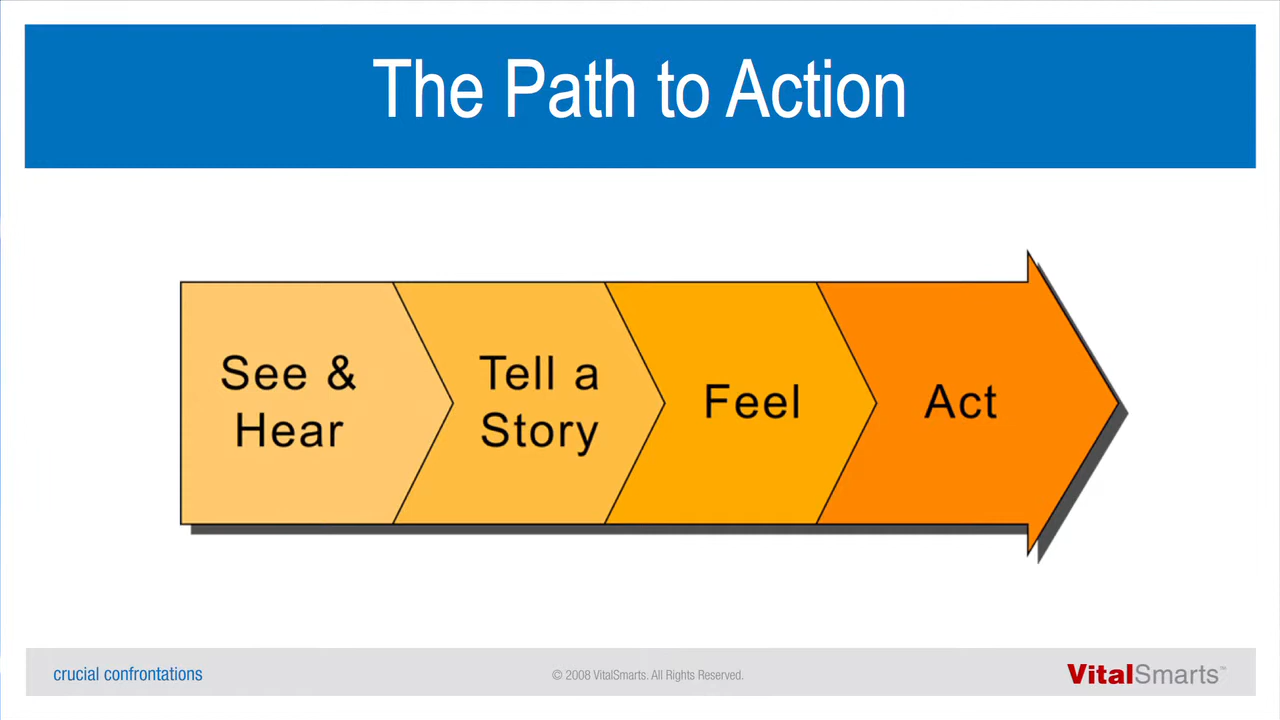 The Path to Action
See &
Hear
Tell a
Story
Feel
Act
crucial confrontations
© 2008 VitalSmarts. All Rights Reserved.
VitalSmarts™